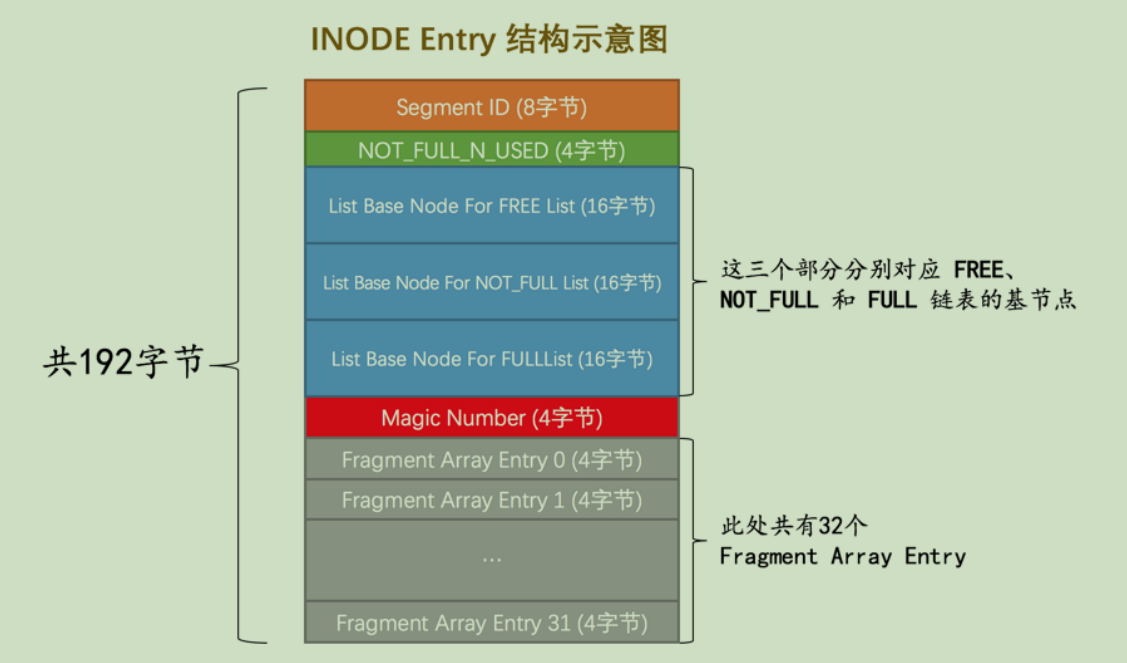 INODE Entry 结构示意图
Segment ID (8字节)
NOT_FULL_N_USED (4字节)
List Base Node For FREE List (16字节)
List Base Node For NOT_FULL List (16字节)
List Base Node For FULLList (16字节)
这三个部分分别对应 FREE、
NOT_FULL 和 FULL 链表的基节点
共192字节
Magic Number (4字节)
Fragment Array Entry 0 (4字节)
Fragment Array Entry 1 (4字节)
...
Fragment Array Entry 31 (4字节)
此处共有32个
Fragment Array Entry